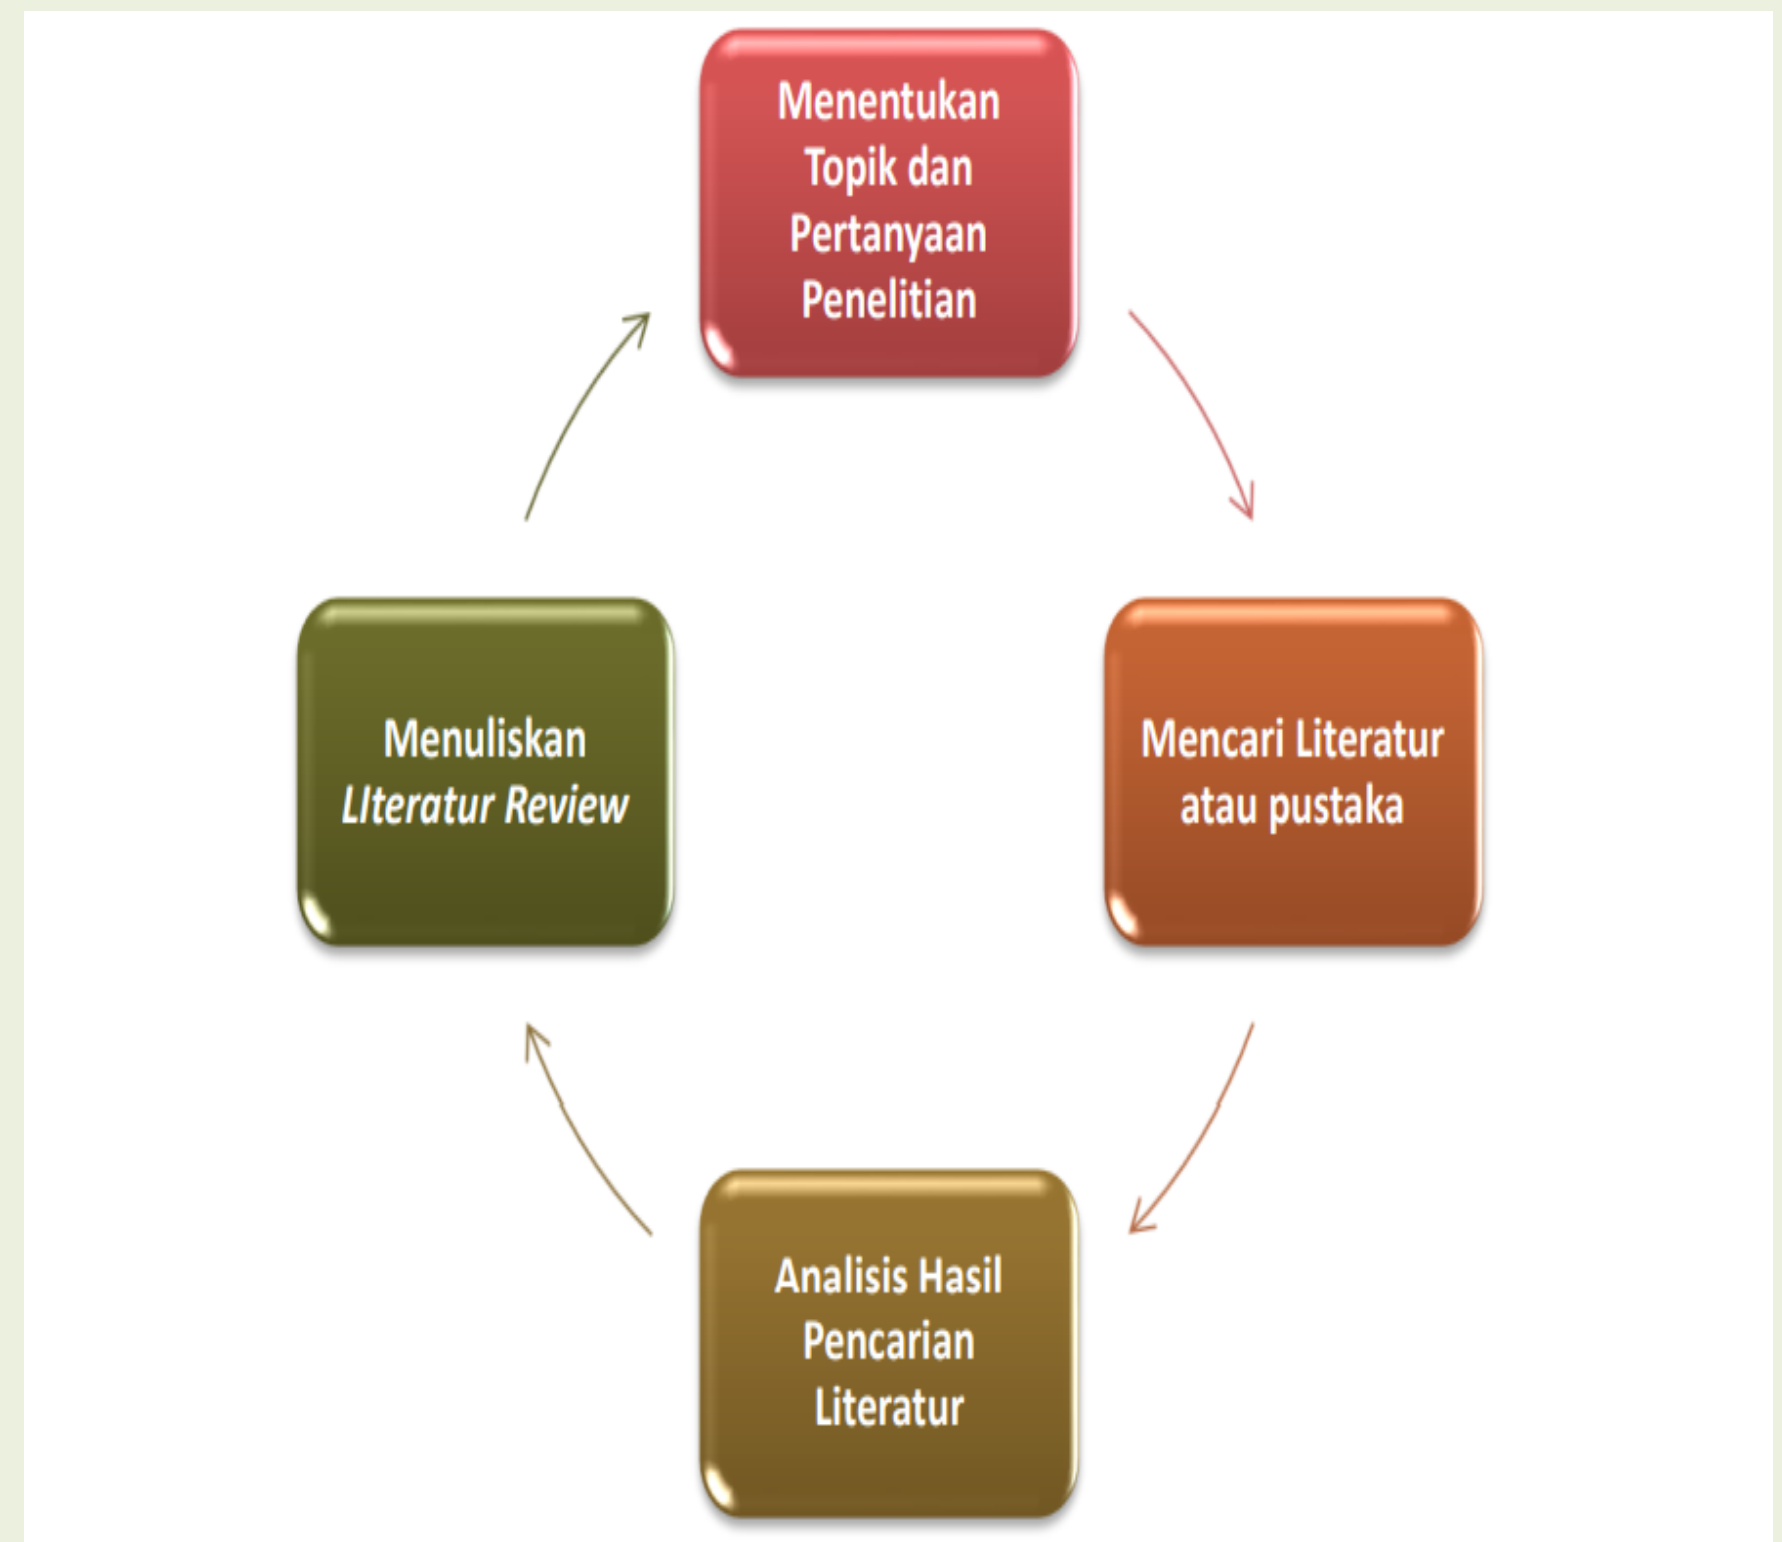 Menentukan
Topik dan
Pertanyaan
Penelitian
Mencari Literatur
atau pustaka
Analisis Hasil
Pencarian
Literatur
Menuliskan
LIteratur Review